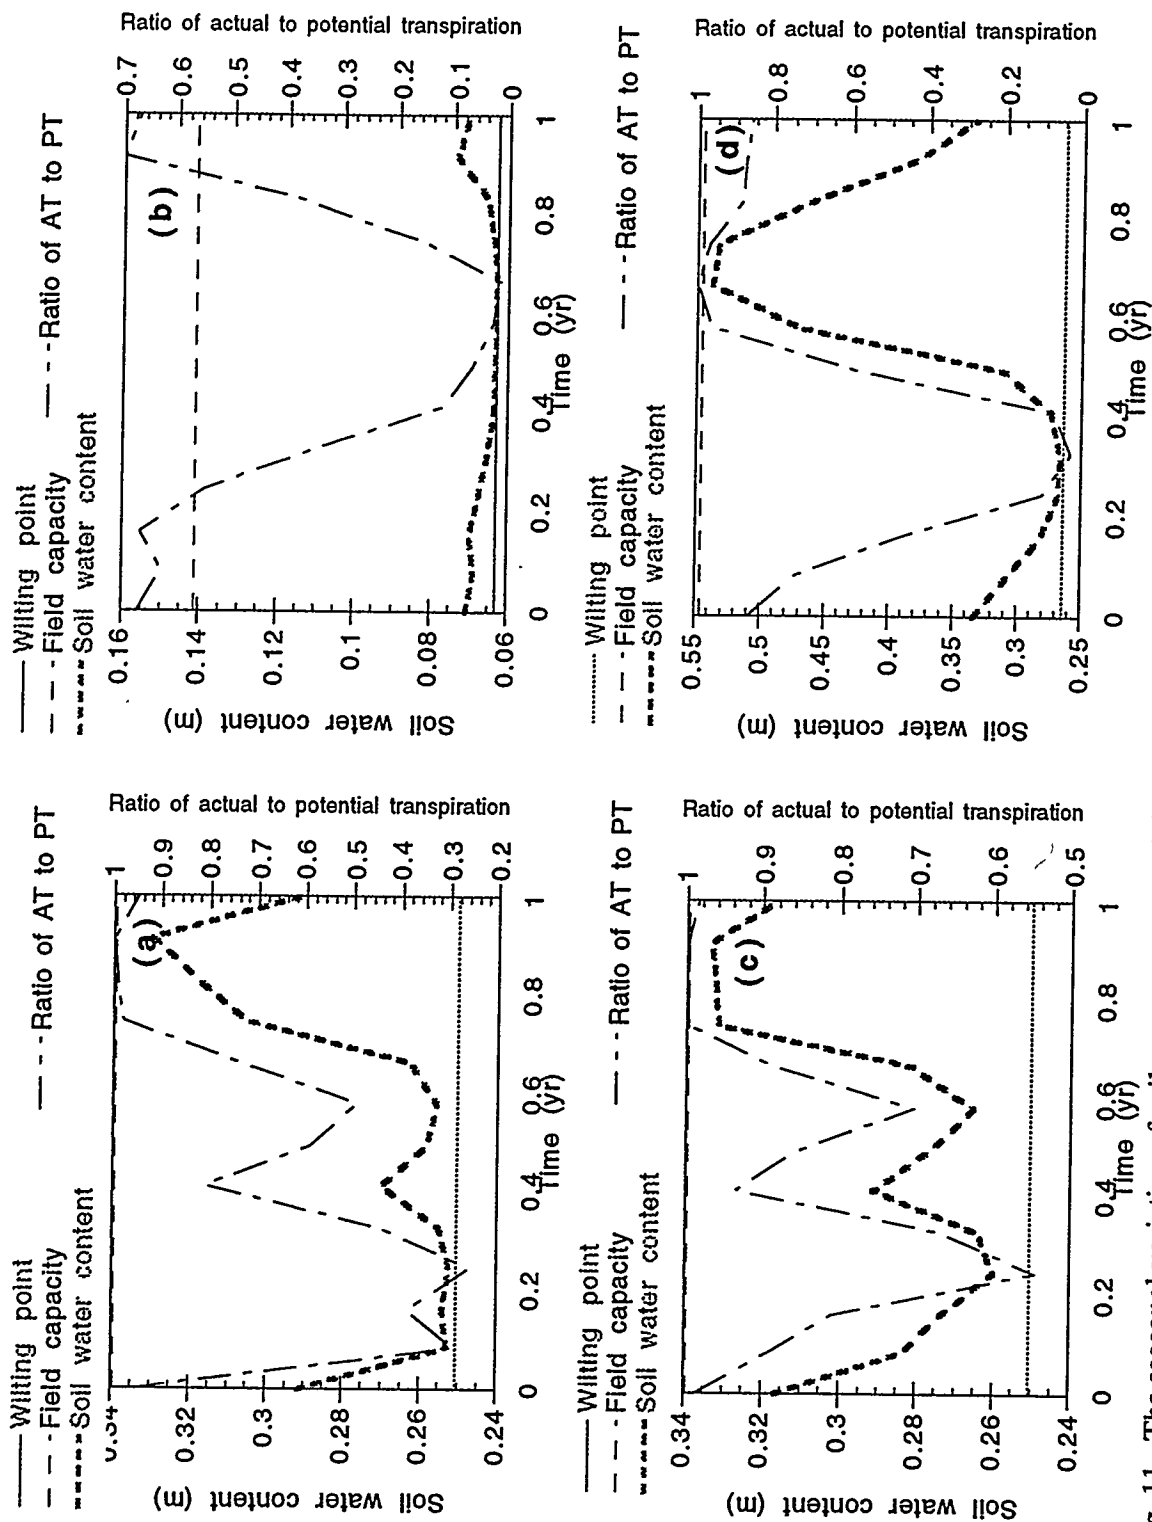 Wilting point
Field capacity
Ratio of AT to PT
Soil water content
Soil water content (m)
0.34
0.32
0.3
0.28
0.26
0.24
0
0.2
0.4
0.6
0.8
1
Time (yr)
(a)
1
0.9
0.8
0.7
0.6
0.5
0.4
0.3
0.2
Ratio of actual to potential transpiration
Wilting point
Field capacity
Ratio of AT to PT
Soil water content
Soil water content (m)
0.16
0.14
0.12
0.1
0.08
0.06
0
0.2
0.4
0.6
0.8
1
Time (yr)
(b)
0.7
0.6
0.5
0.4
0.3
0.2
0.1
0
Ratio of actual to potential transpiration
Wilting point
Field capacity
Ratio of AT to PT
Soil water content
Soil water content (m)
0.34
0.32
0.3
0.28
0.26
0.24
0
0.2
0.4
0.6
0.8
1
Time (yr)
(c)
1
0.9
0.8
0.7
0.6
0.5
Ratio of actual to potential transpiration
Wilting point
Field capacity
Ratio of AT to PT
Soil water content
Soil water content (m)
0.55
0.5
0.45
0.4
0.35
0.3
0.25
0
0.2
0.4
0.6
0.8
1
Time (yr)
(d)
1
0.8
0.6
0.4
0.2
0
Ratio of actual to potential transpiration
11 The seasonal variation of soil